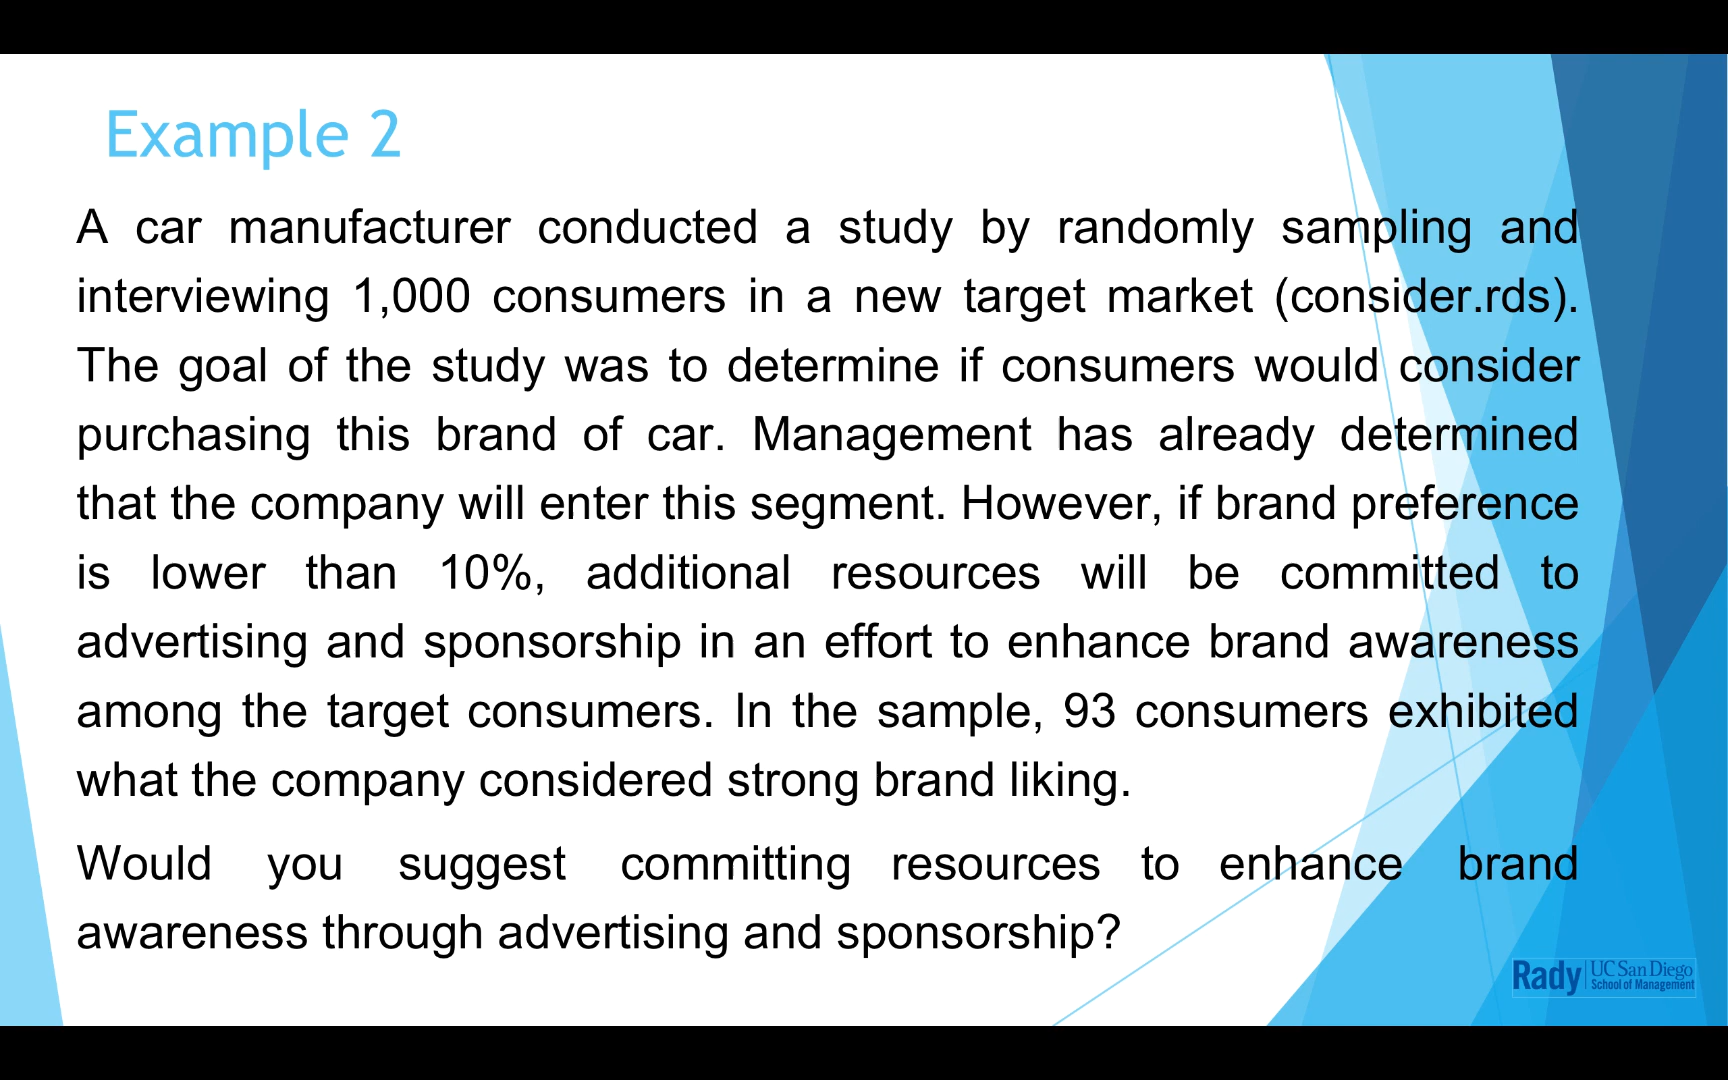 Example 2
A car manufacturer conducted a study by randomly sampling and
interviewing 1,000 consumers in a new target market (consider.rds).
The goal of the study was to determine if consumers would consider
purchasing this brand of car. Management has already determined
that the company will enter this segment. However, if brand preference
is lower than 10%, additional resources will be committed to
advertising and sponsorship in an effort to enhance brand awareness
among the target consumers. In the sample, 93 consumers exhibited
what the company considered strong brand liking.
Would you suggest committing resources to enhance brand
awareness through advertising and sponsorship?
Rady | UC San Diego
School of Management